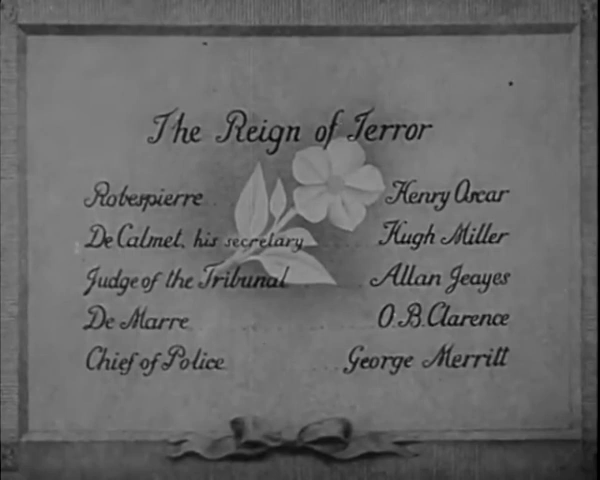 The Reign of Terror
Robespierre Henry Oscar
De Calmet, his secretary Hugh Miller
Judge of the Tribunal Allan Jeayes
De Marre O.B. Clarence
Chief of Police George Merritt